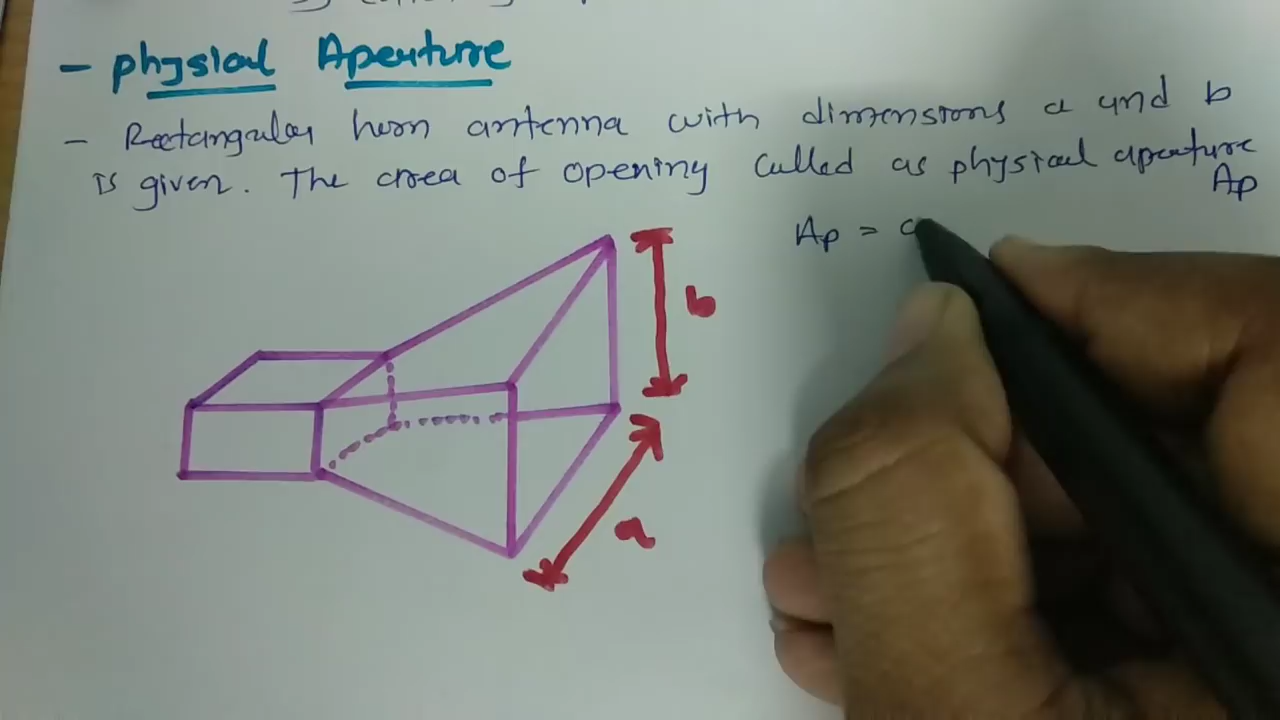 - physical Aperture
- Rectangular horn antenna with dimensions a and b
is given. The area of opening called as physical aperture
Ap
Ap = a
b
a